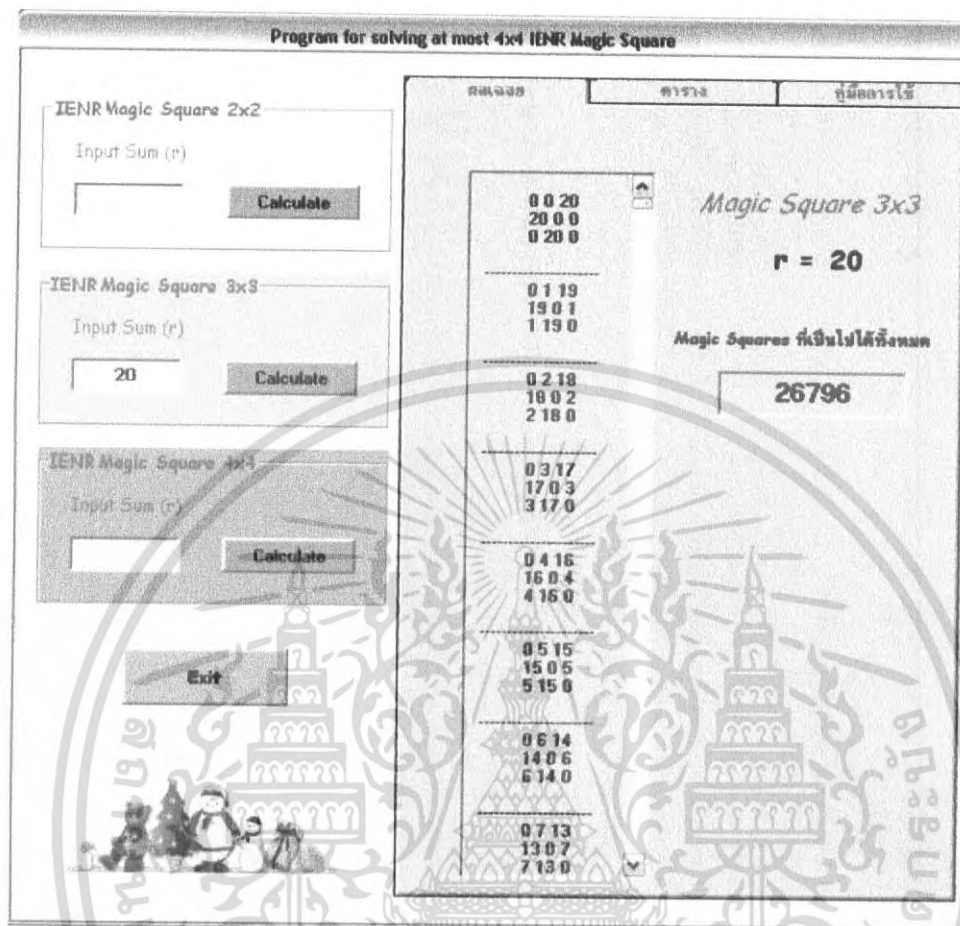 Program for solving at most 4x4 IENR Magic Square
IENR Magic Square 2x2
Input Sum (r)
Calculate
IENR Magic Square 3x3
Input Sum (r)
20
Calculate
IENR Magic Square 4x4
Input Sum (r)
Calculate
Exit
ผลเฉลย
ตาราง
คู่มือการใช้
0 0 20
20 0 0
0 20 0
0 1 19
19 0 1
1 19 0
0 2 18
18 0 2
2 18 0
0 3 17
17 0 3
3 17 0
0 4 16
16 0 4
4 16 0
0 5 15
15 0 5
5 15 0
0 6 14
14 0 6
6 14 0
0 7 13
13 0 7
7 13 0
Magic Square 3x3
r = 20
Magic Squares ที่เป็นไปได้ทั้งหมด
26796